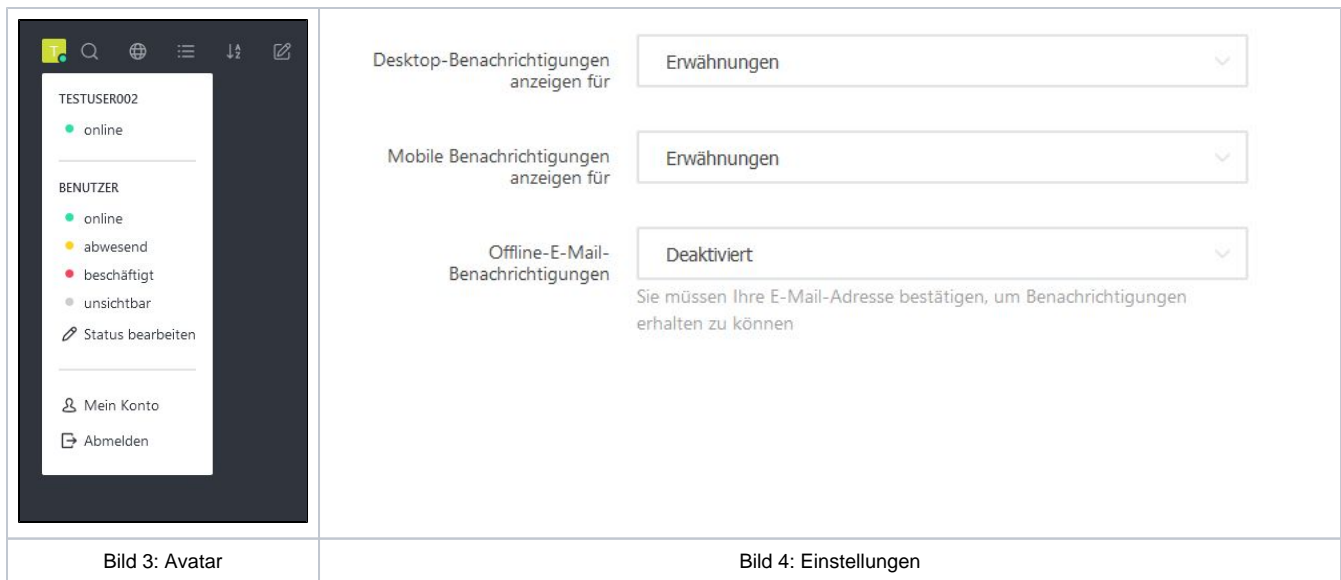 T
TESTUSER002
online
BENUTZER
online
abwesend
beschäftigt
unsichtbar
Status bearbeiten
Mein Konto
Abmelden
Desktop-Benachrichtigungen
anzeigen für
Erwähnungen
Mobile Benachrichtigungen
anzeigen für
Erwähnungen
Offline-E-Mail-
Benachrichtigungen
Deaktiviert
Sie müssen Ihre E-Mail-Adresse bestätigen, um Benachrichtigungen
erhalten zu können
Bild 3: Avatar
Bild 4: Einstellungen